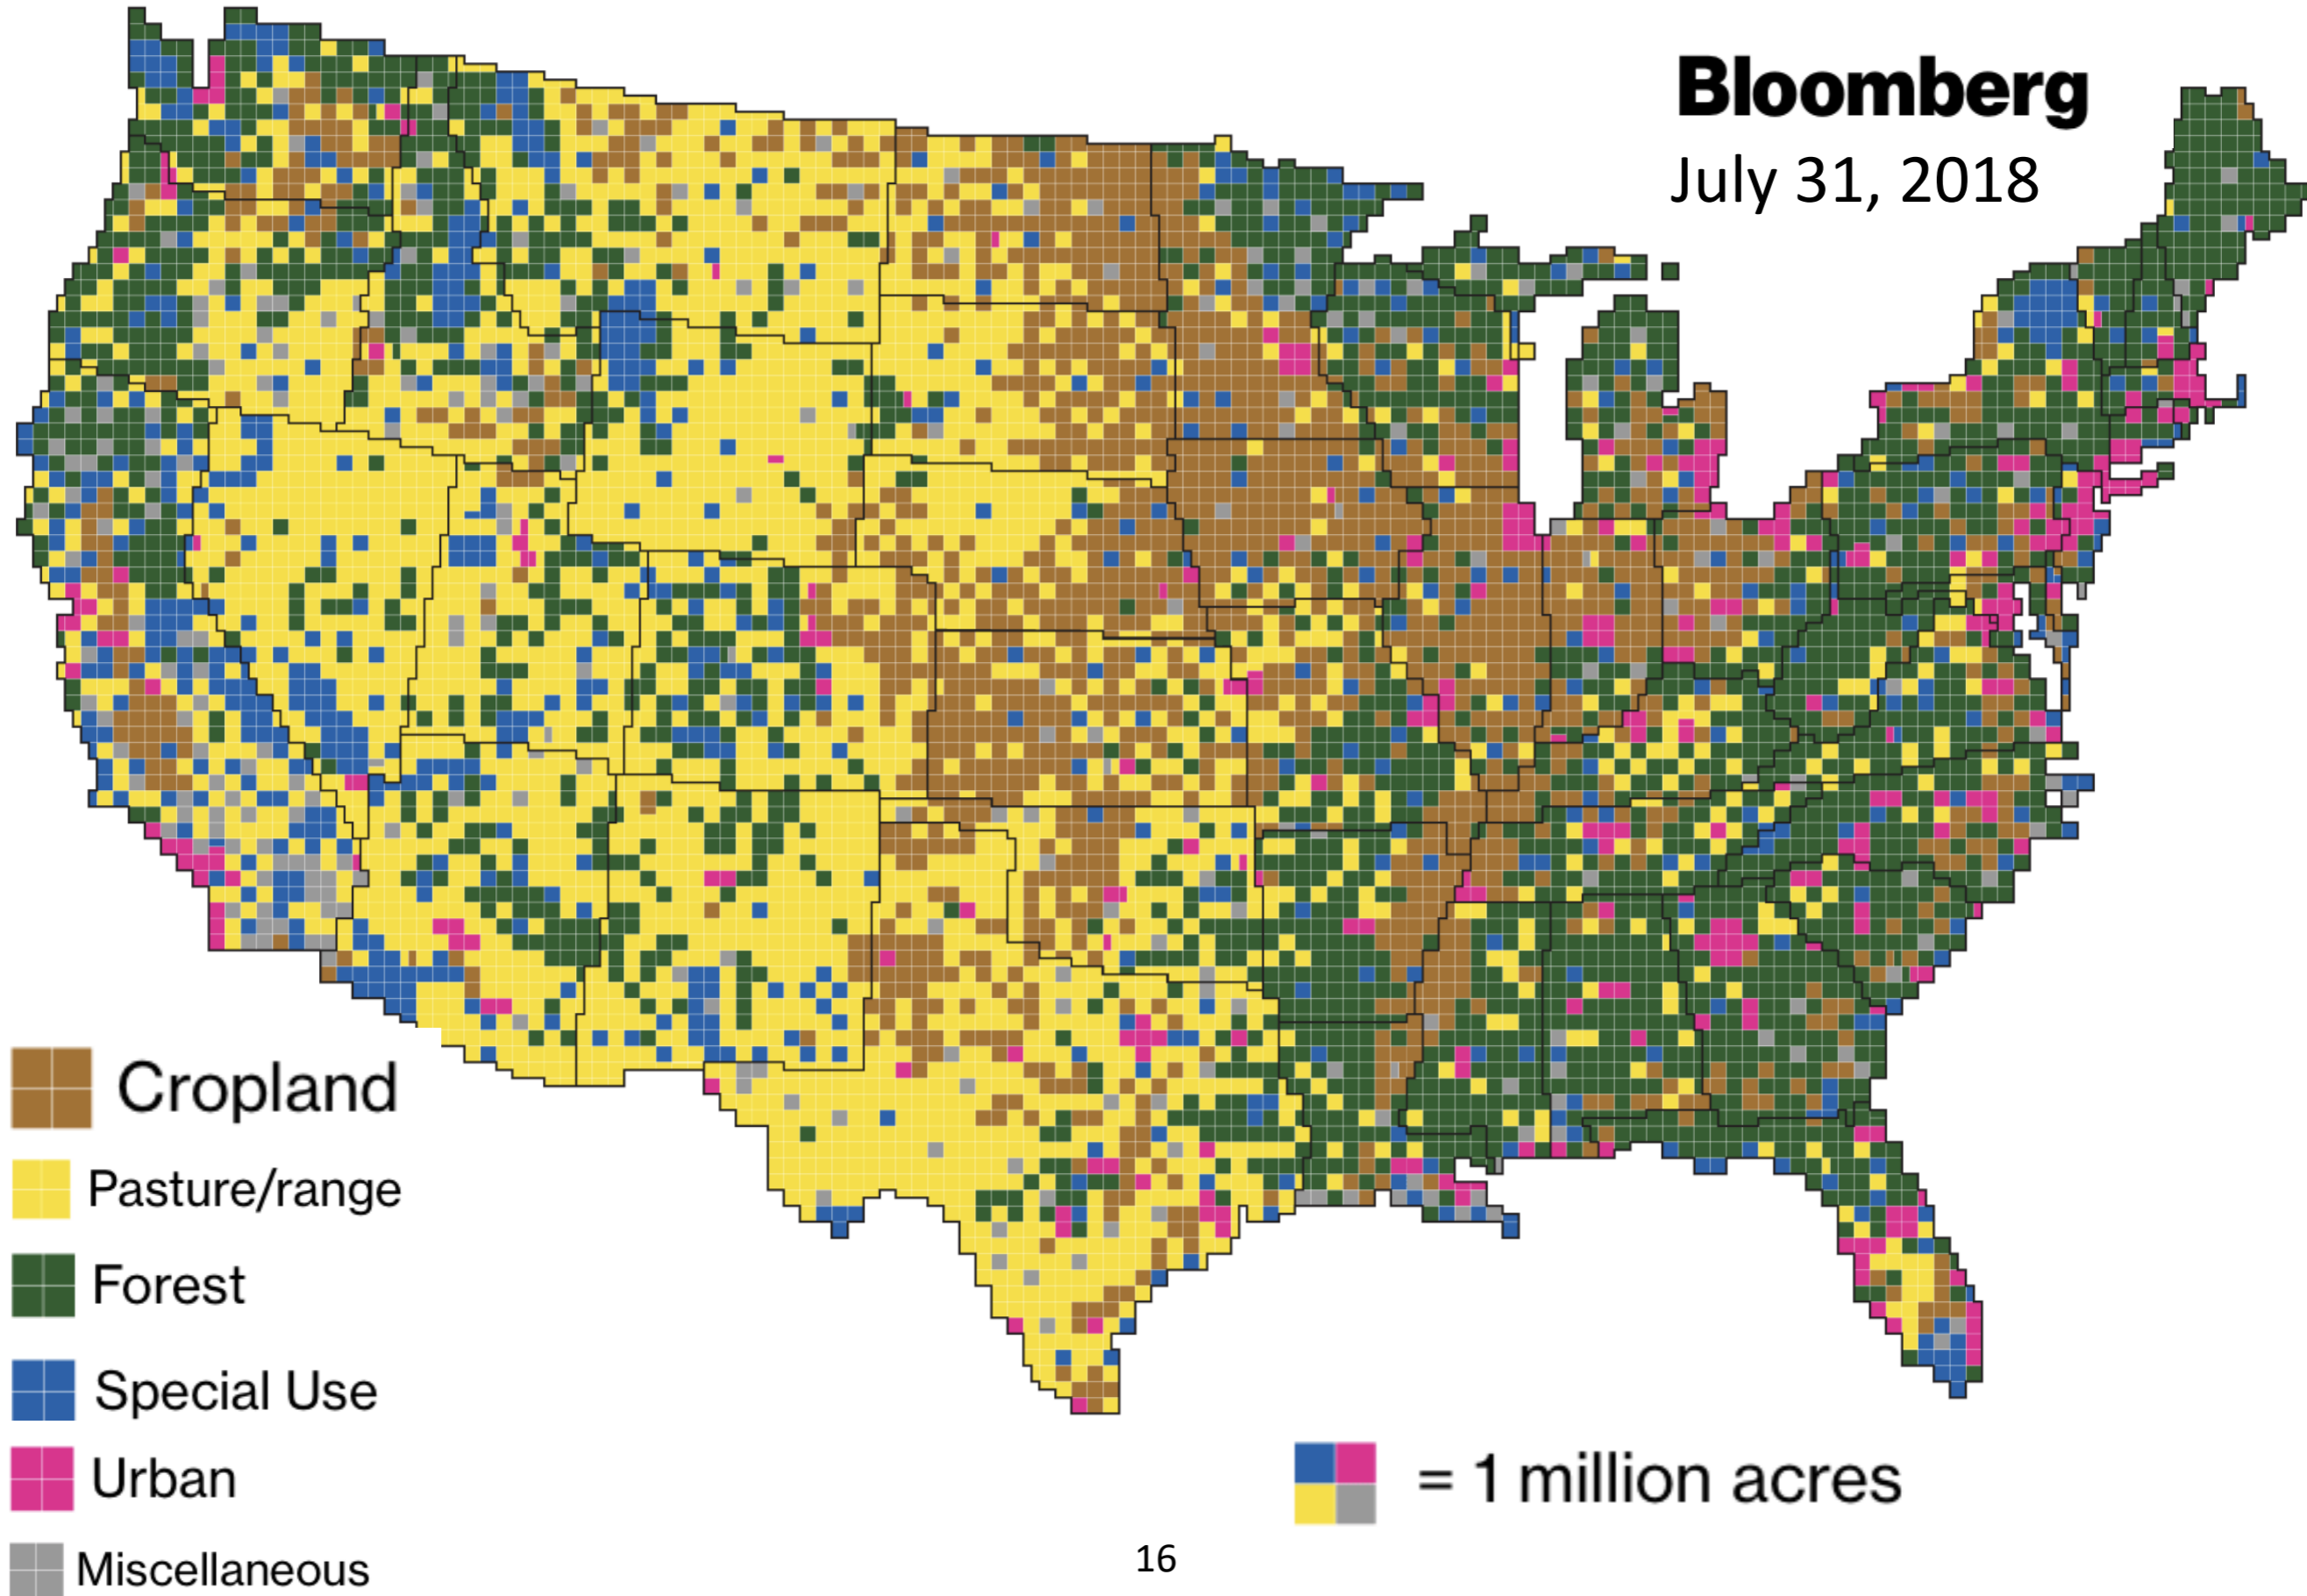 Bloomberg
July 31, 2018
Cropland
Pasture/range
Forest
Special Use
Urban
Miscellaneous
= 1 million acres
16